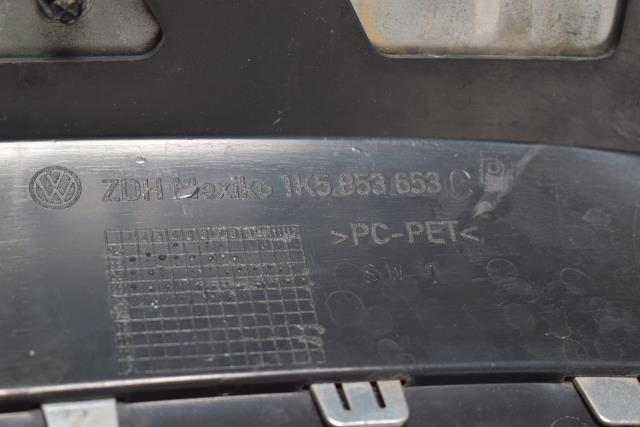 ZDH Mexiko 1K5.853 653 C
>PC-PET<
SW-1